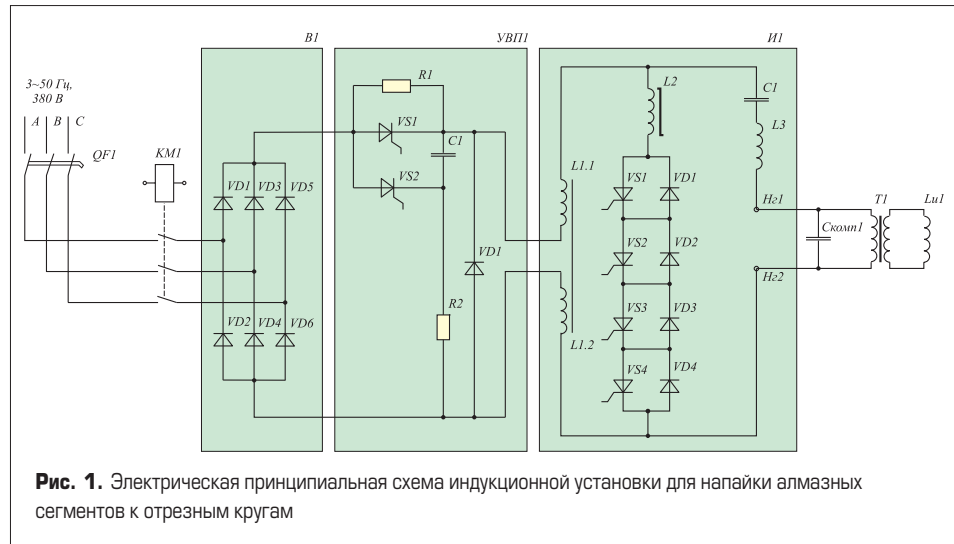 В1
УВП1
И1
3~50 Гц,
380 В
A B C
QF1
KM1
R1
VS1
C1
VS2
VD1 VD3 VD5
VD1
R2
VD2 VD4 VD6
L2
C1
L3
L1.1
VS1 VD1
Нг1
T1
Lи1
VS2 VD2
Cкомп1
Нг2
VS3 VD3
L1.2
VS4 VD4
Рис. 1. Электрическая принципиальная схема индукционной установки для напайки алмазных
сегментов к отрезным кругам